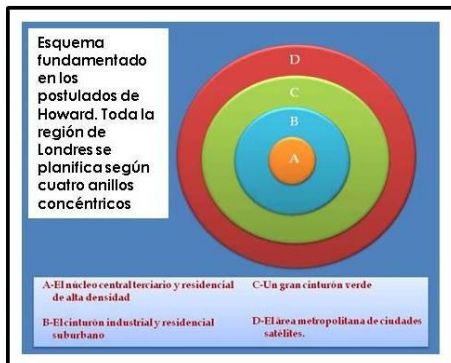 Esquema
fundamentado
en los
postulados de
Howard. Toda la
región de
Londres se
planifica según
cuatro anillos
concéntricos
D
C
B
A
A-El núcleo central terciario y residencial
de alta densidad
B-El cinturón industrial y residencial
suburbano
C-Un gran cinturón verde
D-El área metropolitana de ciudades
satélites.